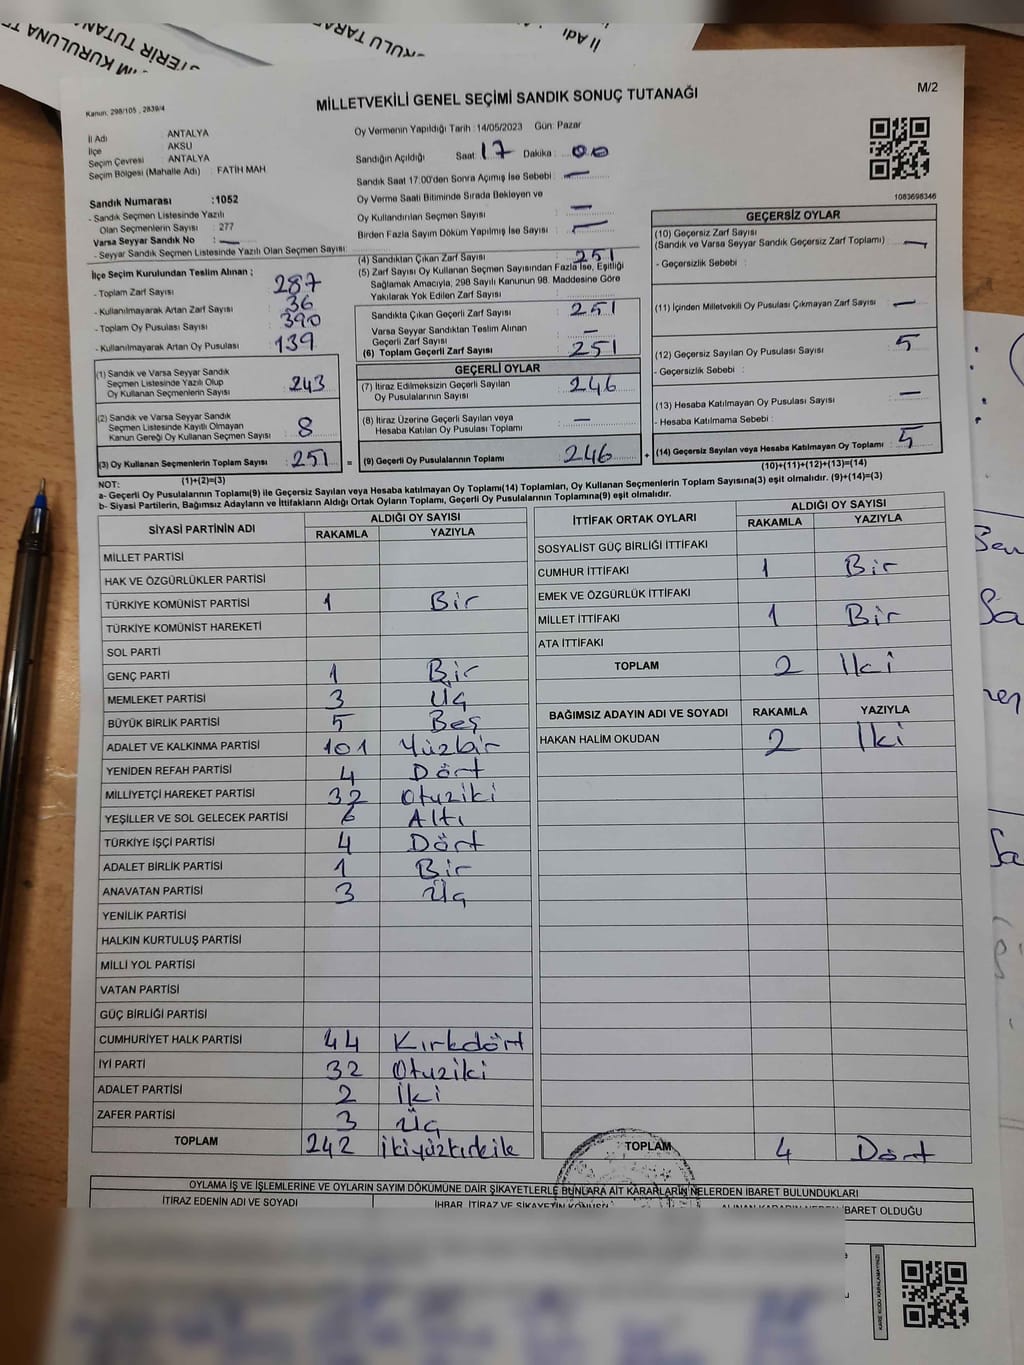 İl Adı
M/2
Kanun. 298/105 , 2839/4
MİLLETVEKİLİ GENEL SEÇİMİ SANDIK SONUÇ TUTANAĞI
İl Adı : ANTALYA
İlçe : AKSU
Seçim Çevresi : ANTALYA
Seçim Bölgesi (Mahalle Adı) : FATİH MAH
Sandık Numarası :1052
- Sandık Seçmen Listesinde Yazılı
Olan Seçmenlerin Sayısı : 277
Varsa Seyyar Sandık No : —
- Seyyar Sandık Seçmen Listesinde Yazılı Olan Seçmen Sayısı:
Oy Vermenin Yapıldığı Tarih :14/05/2023 Gün: Pazar
Sandığın Açıldığı Saat: 17 Dakika : 00
Sandık Saat 17:00'den Sonra Açımış İse Sebebi : —
Oy Verme Saati Bitiminde Sırada Bekleyen ve
Oy Kullandırılan Seçmen Sayısı : —
Birden Fazla Sayım Döküm Yapılmış İse Sayısı : —
1083698346
İlçe Seçim Kurulundan Teslim Alınan ;
- Toplam Zarf Sayısı : 287
- Kullanılmayarak Artan Zarf Sayısı : 36
- Toplam Oy Pusulası Sayısı : 390
- Kullanılmayarak Artan Oy Pusulası : 139
(1) Sandık ve Varsa Seyyar Sandık
Seçmen Listesinde Yazılı Olup
Oy Kullanan Seçmenlerin Sayısı : 243
(2) Sandık ve Varsa Seyyar Sandık
Seçmen Listesinde Kayıtlı Olmayan
Kanun Gereği Oy Kullanan Seçmen Sayısı : 8
(3) Oy Kullanan Seçmenlerin Toplam Sayısı : 251
(1)+(2)=(3)
(4) Sandıktan Çıkan Zarf Sayısı : 251
(5) Zarf Sayısı Oy Kullanan Seçmen Sayısından Fazla İse, Eşitliği
Sağlamak Amacıyla, 298 Sayılı Kanunun 98. Maddesine Göre
Yakılarak Yok Edilen Zarf Sayısı :
Sandıkta Çıkan Geçerli Zarf Sayısı : 251
Varsa Seyyar Sandıktan Teslim Alınan
Geçerli Zarf Sayısı : —
(6) Toplam Geçerli Zarf Sayısı : 251
GEÇERLİ OYLAR
(7) İtiraz Edilmeksizin Geçerli Sayılan
Oy Pusulalarının Sayısı : 246
(8) İtiraz Üzerine Geçerli Sayılan veya
Hesaba Katılan Oy Pusulası Toplamı : —
= (9) Geçerli Oy Pusulalarının Toplamı : 246
GEÇERSİZ OYLAR
(10) Geçersiz Zarf Sayısı
(Sandık ve Varsa Seyyar Sandık Geçersiz Zarf Toplamı) : —
- Geçersizlik Sebebi :
(11) İçinden Milletvekili Oy Pusulası Çıkmayan Zarf Sayısı : —
(12) Geçersiz Sayılan Oy Pusulası Sayısı : 5
- Geçersizlik Sebebi :
(13) Hesaba Katılmayan Oy Pusulası Sayısı : —
- Hesaba Katılmama Sebebi :
+ (14) Geçersiz Sayılan veya Hesaba Katılmayan Oy Toplamı : 5
(10)+(11)+(12)+(13)=(14)
NOT:
a- Geçerli Oy Pusulalarının Toplamı(9) ile Geçersiz Sayılan veya Hesaba Katılmayan Oy Toplamı(14) Toplamları, Oy Kullanan Seçmenlerin Toplam Sayısına(3) eşit olmalıdır. (9)+(14)=(3)
b- Siyasi Partilerin, Bağımsız Adayların ve İttifakların Aldığı Ortak Oyların Toplamı, Geçerli Oy Pusulalarının Toplamına(9) eşit olmalıdır.
SİYASİ PARTİNİN ADI ALDIĞI OY SAYISI
RAKAMLA YAZIYLA
MİLLET PARTİSİ
HAK VE ÖZGÜRLÜKLER PARTİSİ
TÜRKİYE KOMÜNİST PARTİSİ 1 Bir
TÜRKİYE KOMÜNİST HAREKETİ
SOL PARTİ
GENÇ PARTİ 1 Bir
MEMLEKET PARTİSİ 3 Üç
BÜYÜK BİRLİK PARTİSİ 5 Beş
ADALET VE KALKINMA PARTİSİ 101 Yüzbir
YENİDEN REFAH PARTİSİ 4 Dört
MİLLİYETÇİ HAREKET PARTİSİ 32 Otuziki
YEŞİLLER VE SOL GELECEK PARTİSİ 6 Altı
TÜRKİYE İŞÇİ PARTİSİ 4 Dört
ADALET BİRLİK PARTİSİ 1 Bir
ANAVATAN PARTİSİ 3 Üç
YENİLİK PARTİSİ
HALKIN KURTULUŞ PARTİSİ
MİLLİ YOL PARTİSİ
VATAN PARTİSİ
GÜÇ BİRLİĞİ PARTİSİ
CUMHURİYET HALK PARTİSİ 44 Kırkdört
İYİ PARTİ 32 Otuziki
ADALET PARTİSİ 2 İki
ZAFER PARTİSİ 3 Üç
TOPLAM 242
İTTİFAK ORTAK OYLARI ALDIĞI OY SAYISI
RAKAMLA YAZIYLA
SOSYALİST GÜÇ BİRLİĞİ İTTİFAKI
CUMHUR İTTİFAKI 1 Bir
EMEK VE ÖZGÜRLÜK İTTİFAKI
MİLLET İTTİFAKI 1 Bir
ATA İTTİFAKI
TOPLAM 2 İki
BAĞIMSIZ ADAYIN ADI VE SOYADI RAKAMLA YAZIYLA
HAKAN HALİM OKUDAN 2 İki
TOPLAM 4 Dört
OYLAMA İŞ VE İŞLEMLERİNE VE OYLARIN SAYIM DÖKÜMÜNE DAİR ŞİKAYETLERLE BUNLARA AİT KARARLARIN NELERDEN İBARET BULUNDUKLARI
İTİRAZ EDENİN ADI VE SOYADI İHBAR, İTİRAZ VE ŞİKAYETİN KONUSU İBARET OLDUĞU